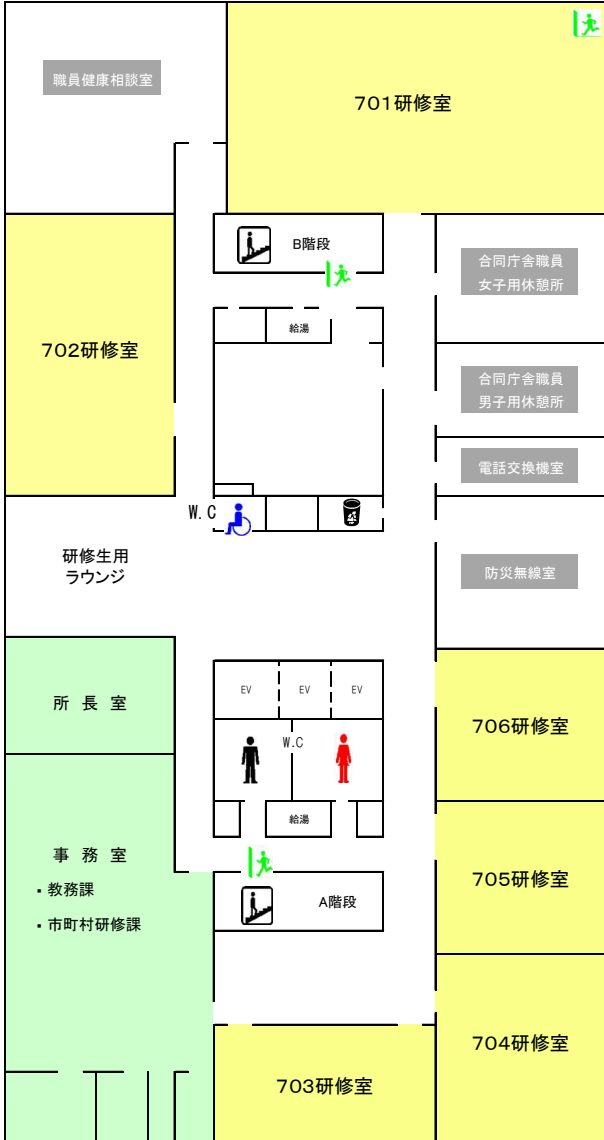 職員健康相談室
701研修室
B階段
合同庁舎職員
女子用休憩所
給湯
702研修室
合同庁舎職員
男子用休憩所
電話交換機室
W.C
研修生用
ラウンジ
防災無線室
EV
EV
EV
所長室
706研修室
W.C
給湯
事務室
・教務課
・市町村研修課
705研修室
A階段
704研修室
703研修室